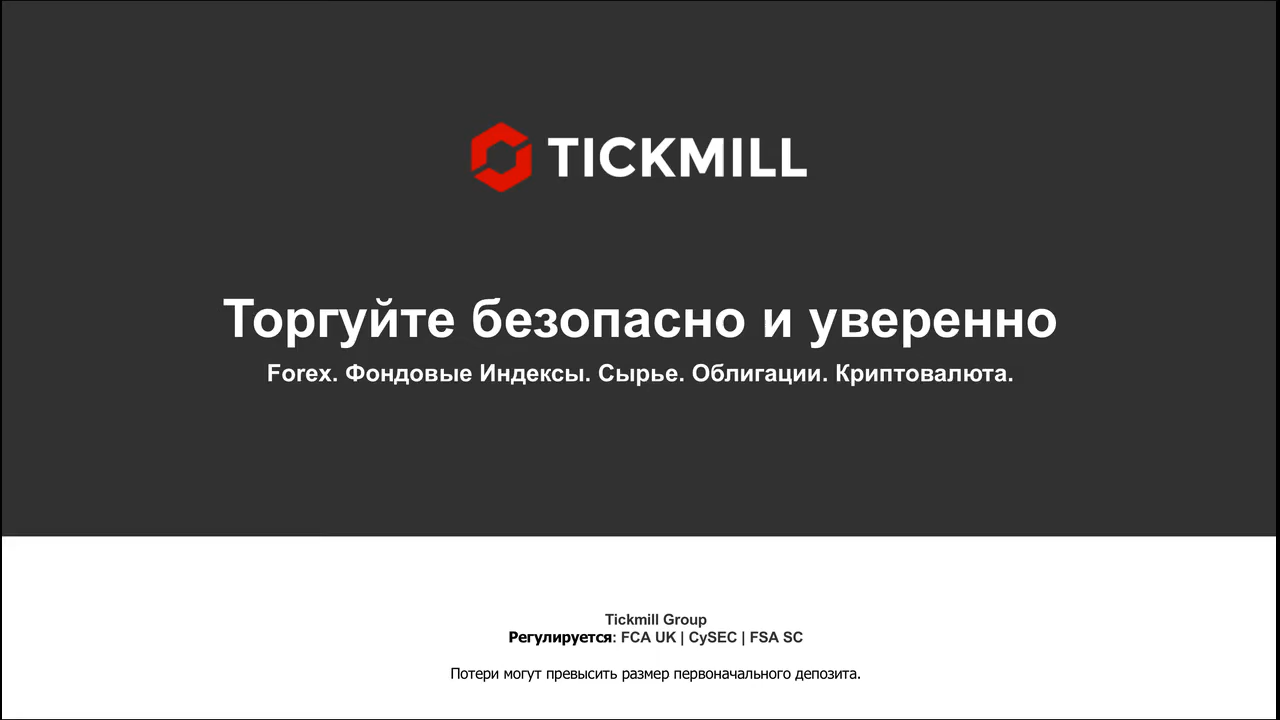 TICKMILL
Торгуйте безопасно и уверенно
Forex. Фондовые Индексы. Сырье. Облигации. Криптовалюта.
Tickmill Group
Регулируется: FCA UK | CySEC | FSA SC
Потери могут превысить размер первоначального депозита.